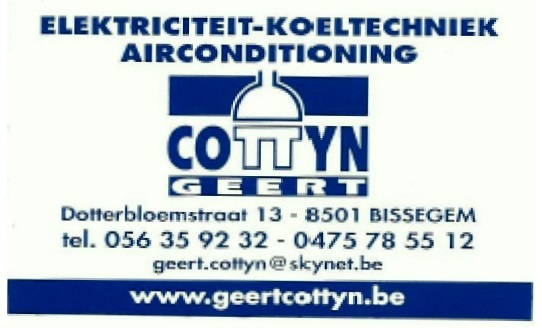 ELEKTRICITEIT-KOELTECHNIEK
AIRCONDITIONING
COTTYN
GEERT
Dotterbloemstraat 13 - 8501 BISSEGEM
tel. 056 35 92 32 - 0475 78 55 12
geert.cottyn@skynet.be
www.geertcottyn.be